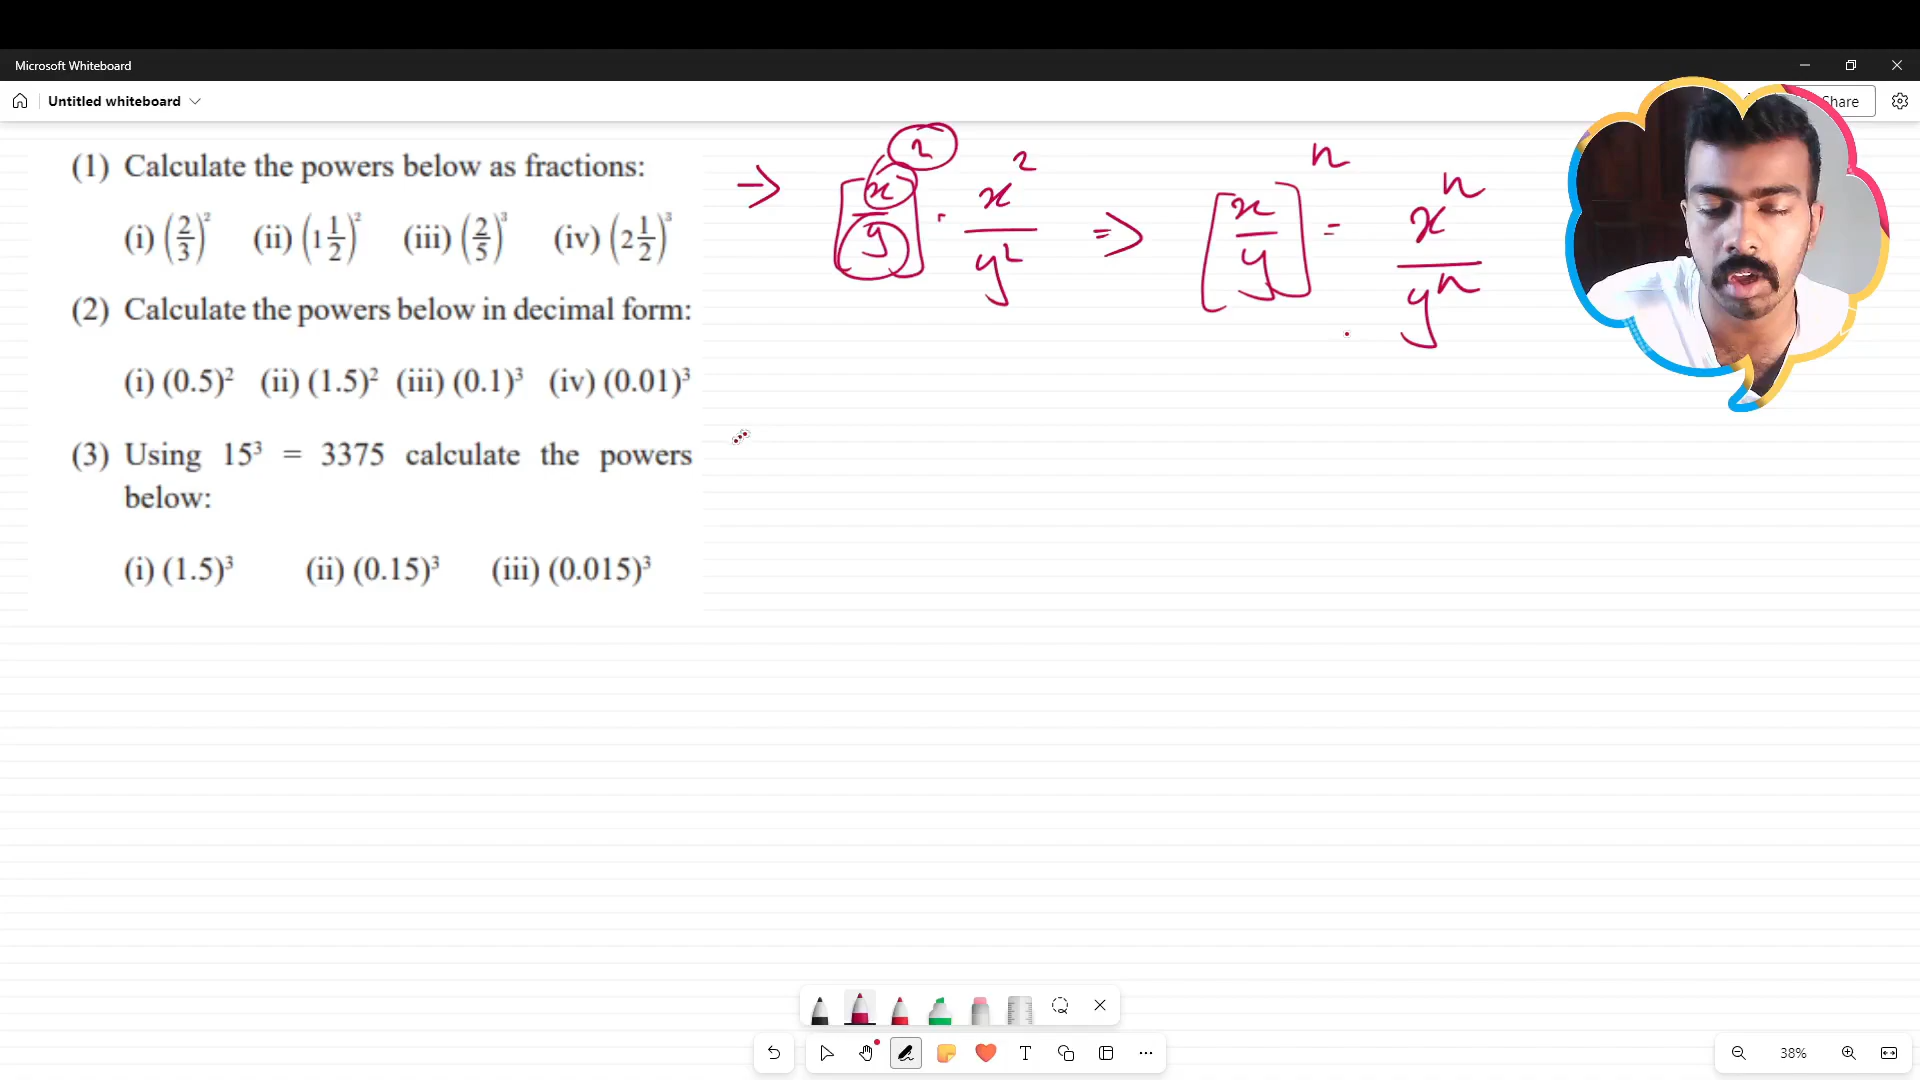 Microsoft Whiteboard
Untitled whiteboard
Share
(1) Calculate the powers below as fractions:
(i) (2/3)² (ii) (1 1/2)² (iii) (2/5)³ (iv) (2 1/2)³
(2) Calculate the powers below in decimal form:
(i) (0.5)² (ii) (1.5)² (iii) (0.1)³ (iv) (0.01)³
(3) Using 15³ = 3375 calculate the powers
below:
(i) (1.5)³ (ii) (0.15)³ (iii) (0.015)³
→ [x/y]² · x²/y² ⇒ [x/y]ⁿ = xⁿ/yⁿ
38%